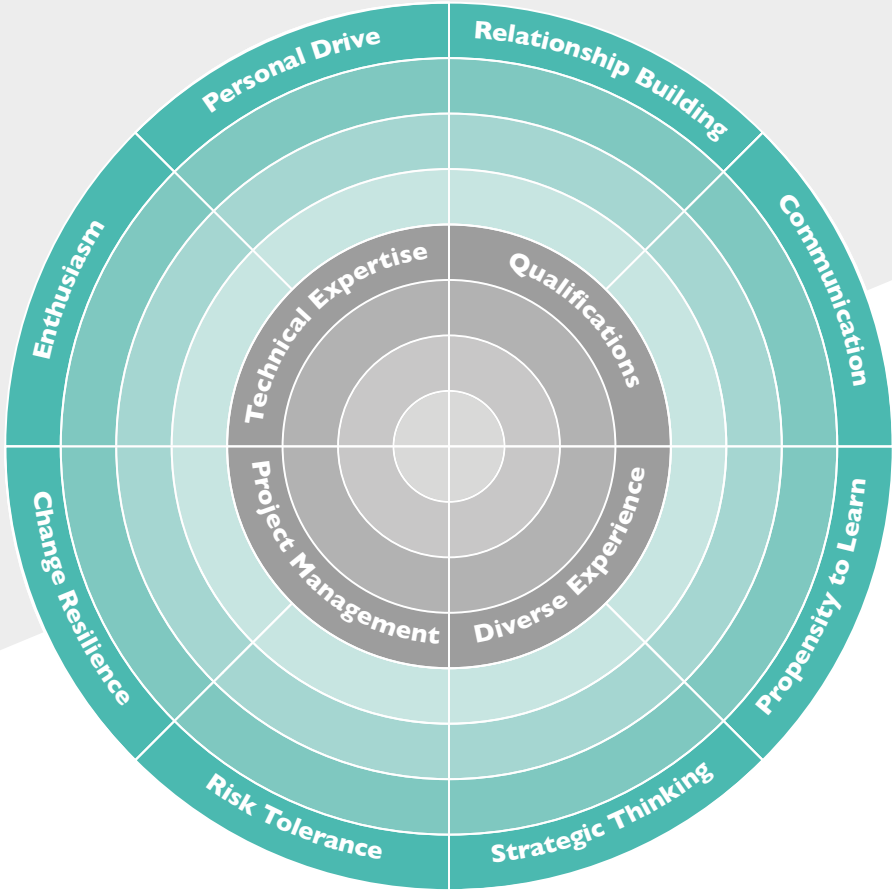 Personal Drive
Relationship Building
Enthusiasm
Communication
Technical Expertise
Qualifications
Project Management
Diverse Experience
Change Resilience
Propensity to Learn
Risk Tolerance
Strategic Thinking